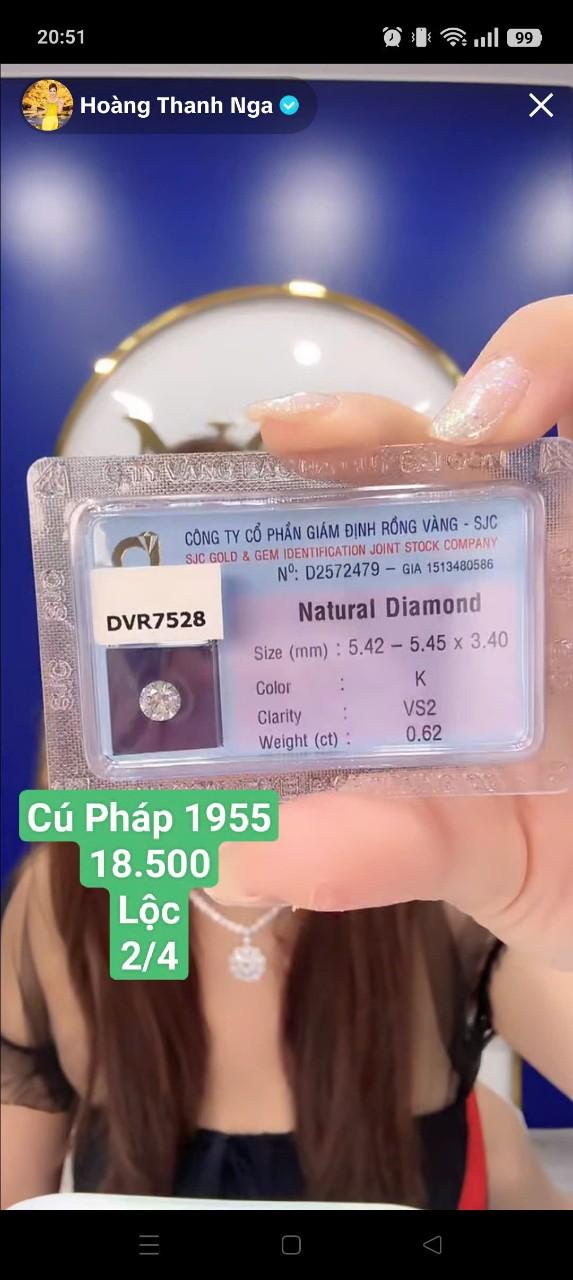 20:51
99
Hoàng Thanh Nga
CÔNG TY CỔ PHẦN GIÁM ĐỊNH RỒNG VÀNG - SJC
SJC GOLD & GEM IDENTIFICATION JOINT STOCK COMPANY
Nº: D2572479 – GIA 1513480586
DVR7528
Natural Diamond
Size (mm) : 5.42 – 5.45 x 3.40
Color : K
Clarity : VS2
Weight (ct) : 0.62
SJC
SJC
Cú Pháp 1955
18.500
Lộc
2/4